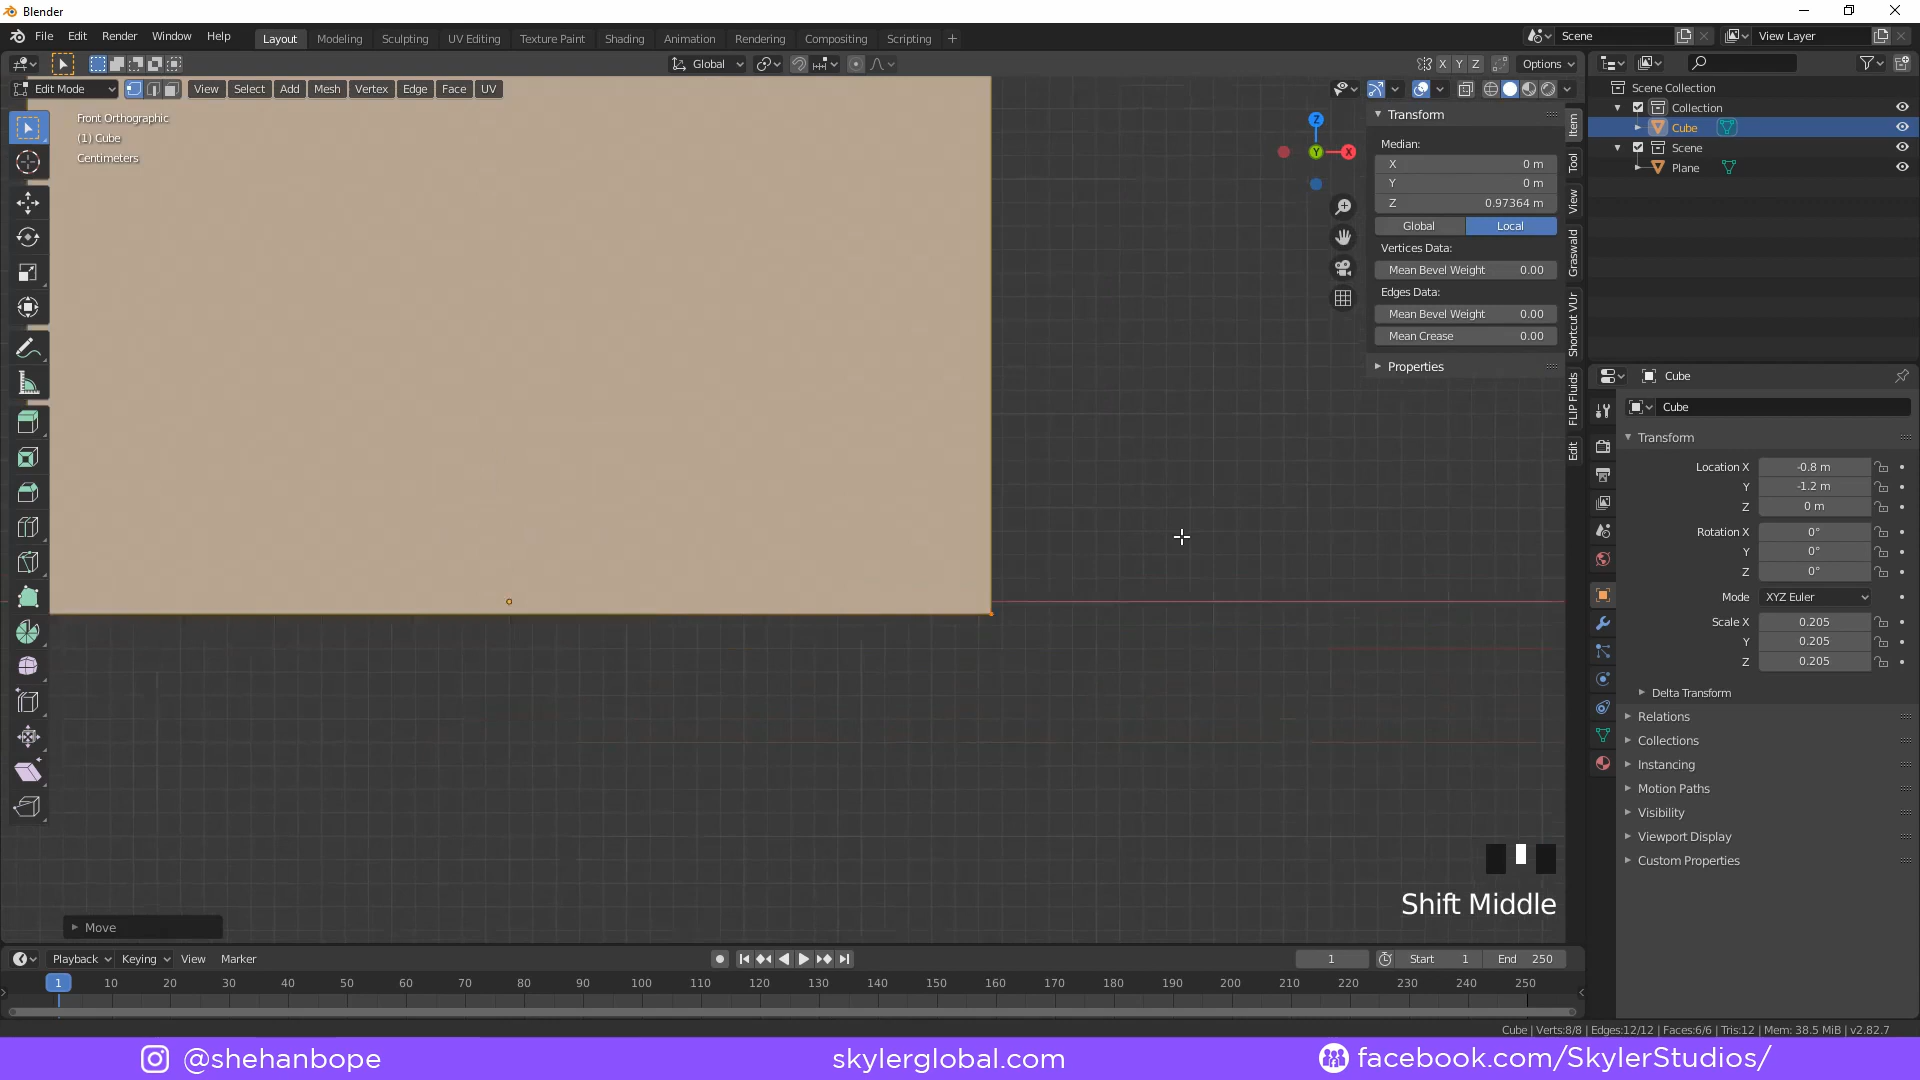 Blender
File Edit Render Window Help
Layout Modeling Sculpting UV Editing Texture Paint Shading Animation Rendering Compositing Scripting +
Scene
View Layer
Global
X Y Z
Options
Edit Mode
View Select Add Mesh Vertex Edge Face UV
Front Orthographic
(1) Cube
Centimeters
Z
Y
X
Transform
Median:
X 0 m
Y 0 m
Z 0.97364 m
Global Local
Vertices Data:
Mean Bevel Weight 0.00
Edges Data:
Mean Bevel Weight 0.00
Mean Crease 0.00
Properties
Item
Tool
View
Graswald
Shortcut VUr
FLIP Fluids
Edit
Scene Collection
Collection
Cube
Scene
Plane
Cube
Cube
Transform
Location X -0.8 m
Y -1.2 m
Z 0 m
Rotation X 0°
Y 0°
Z 0°
Mode XYZ Euler
Scale X 0.205
Y 0.205
Z 0.205
Delta Transform
Relations
Collections
Instancing
Motion Paths
Visibility
Viewport Display
Custom Properties
Shift Middle
Move
Playback Keying View Marker
1
Start 1
End 250
1 10 20 30 40 50 60 70 80 90 100 110 120 130 140 150 160 170 180 190 200 210 220 230 240 250
Cube | Verts:8/8 | Edges:12/12 | Faces:6/6 | Tris:12 | Mem: 38.5 MiB | v2.82.7
@shehanbope
skylerglobal.com
facebook.com/SkylerStudios/